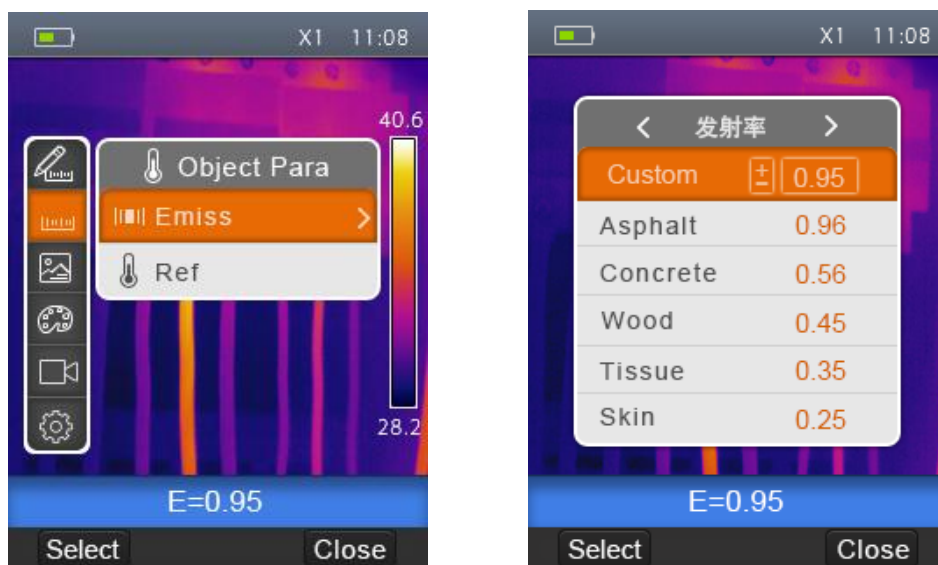 X1 11:08
40.6
Object Para
Emiss
Ref
28.2
E=0.95
Select Close
X1 11:08
发射率
Custom ± 0.95
Asphalt 0.96
Concrete 0.56
Wood 0.45
Tissue 0.35
Skin 0.25
E=0.95
Select Close